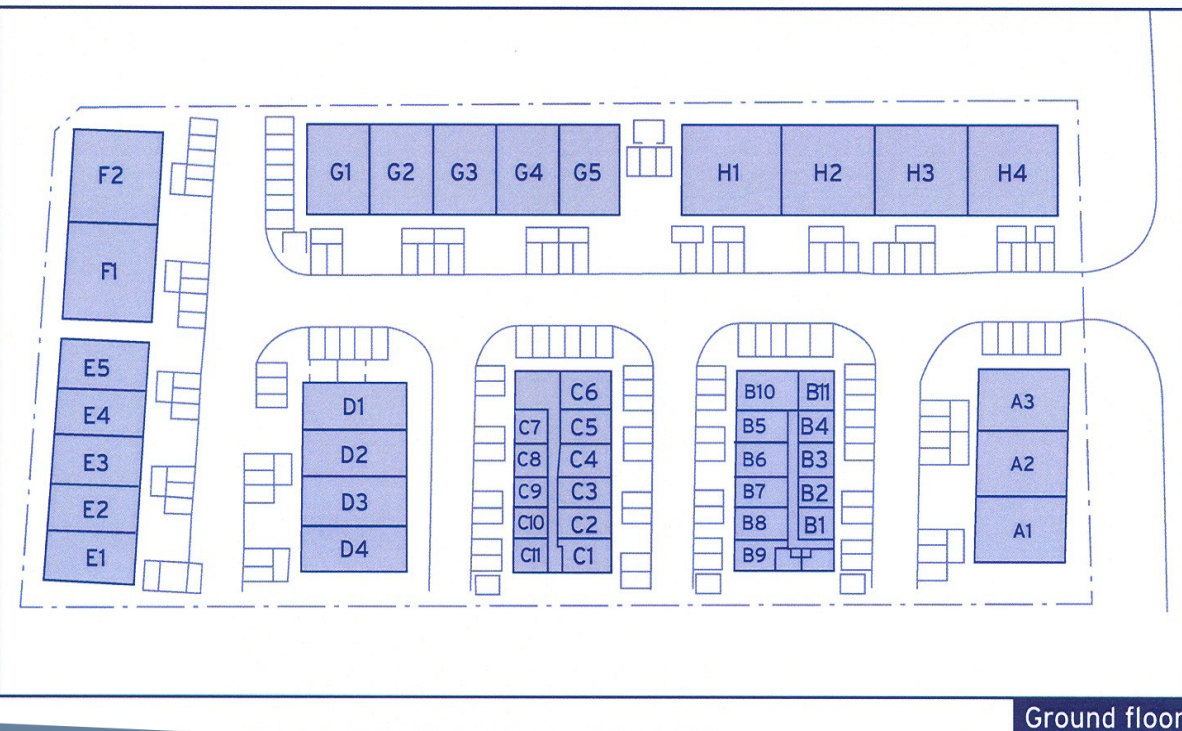 F2
F1
E5
E4
E3
E2
E1
G1 G2 G3 G4 G5
H1 H2 H3 H4
D1
D2
D3
D4
C6
C7 C5
C8 C4
C9 C3
C10 C2
C11 C1
B10 B11
B5 B4
B6 B3
B7 B2
B8 B1
B9
A3
A2
A1
Ground floor